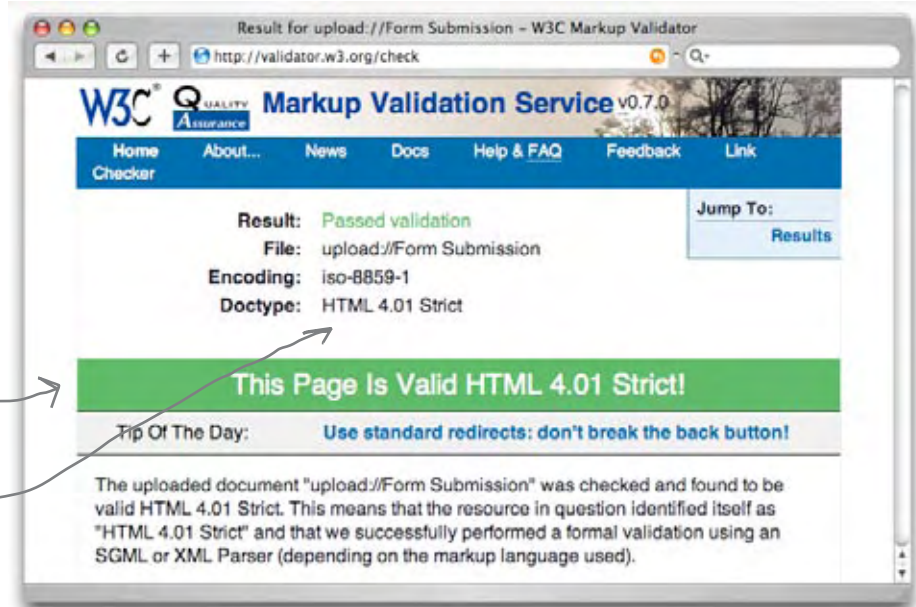 Result for upload://Form Submission – W3C Markup Validator
http://validator.w3.org/check
W3C® QUALITY Assurance Markup Validation Service v0.7.0
Home About... News Docs Help & FAQ Feedback Link
Checker
Jump To:
Results
Result: Passed validation
File: upload://Form Submission
Encoding: iso-8859-1
Doctype: HTML 4.01 Strict
This Page Is Valid HTML 4.01 Strict!
Tip Of The Day: Use standard redirects: don't break the back button!
The uploaded document "upload://Form Submission" was checked and found to be
valid HTML 4.01 Strict. This means that the resource in question identified itself as
"HTML 4.01 Strict" and that we successfully performed a formal validation using an
SGML or XML Parser (depending on the markup language used).